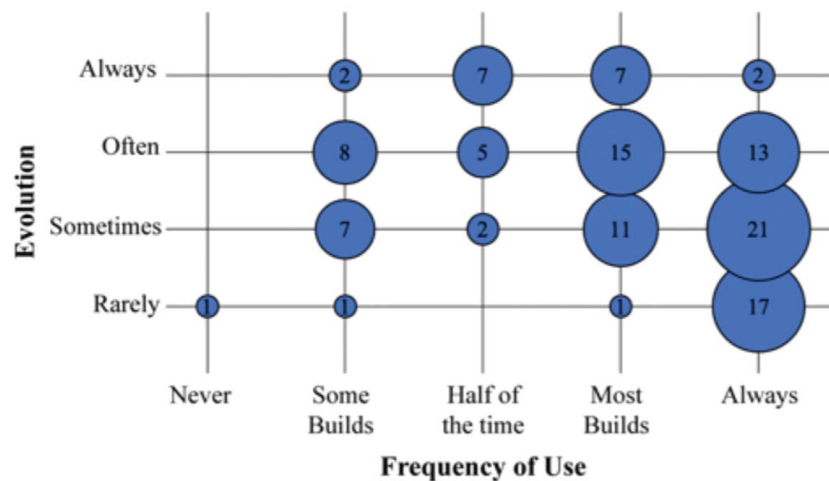 Evolution
Always
2
7
7
2
Often
8
5
15
13
Sometimes
7
2
11
21
Rarely
1
1
1
17
Never
Some
Builds
Half of
the time
Most
Builds
Always
Frequency of Use